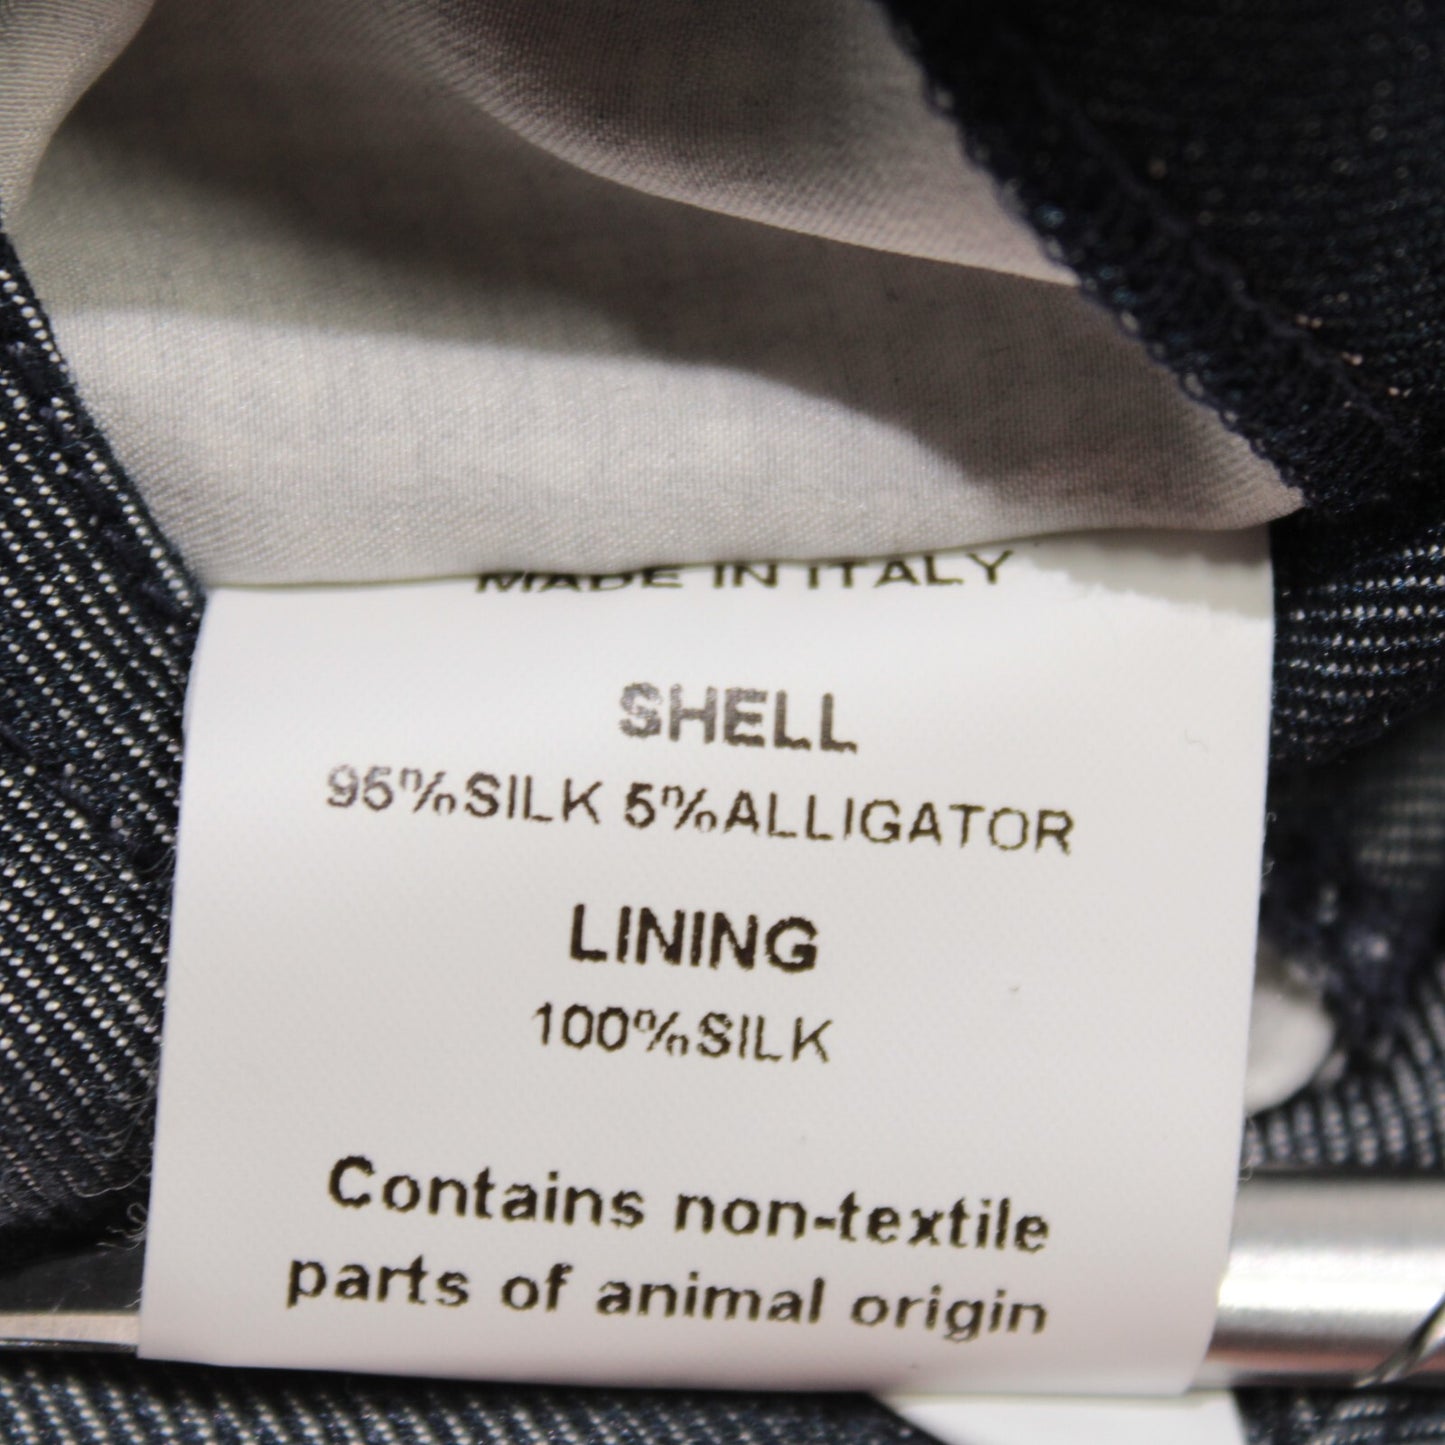 MADE IN ITALY
SHELL
95%SILK 5%ALLIGATOR
LINING
100%SILK
Contains non-textile
parts of animal origin